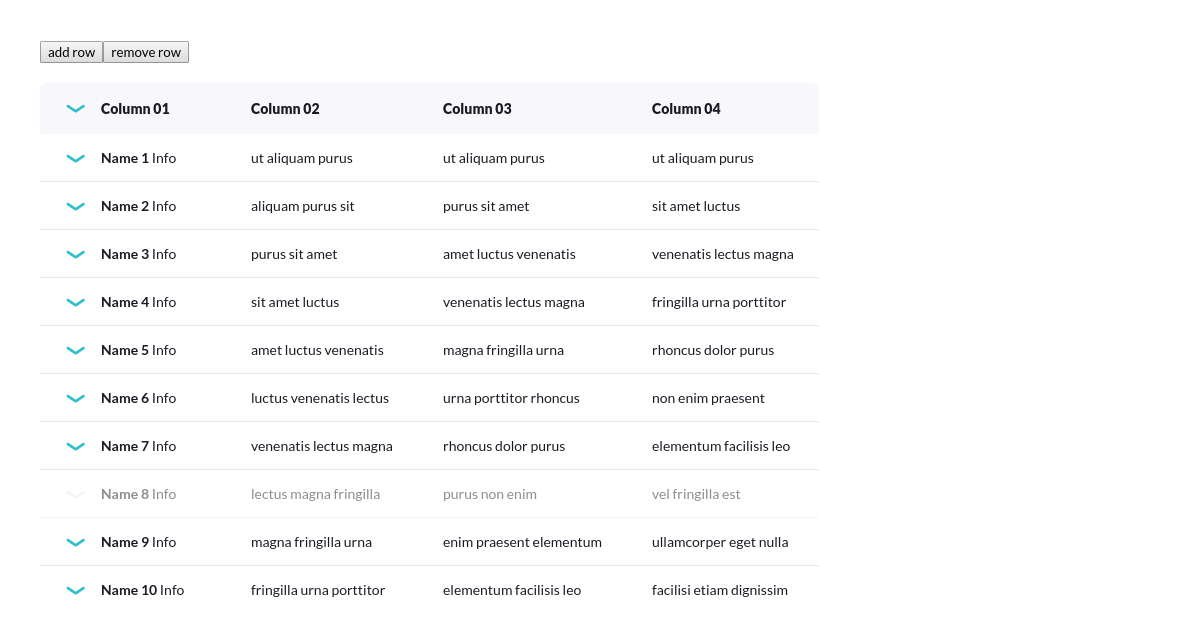 add row remove row
Column 01 Column 02 Column 03 Column 04
Name 1 Info ut aliquam purus ut aliquam purus ut aliquam purus
Name 2 Info aliquam purus sit purus sit amet sit amet luctus
Name 3 Info purus sit amet amet luctus venenatis venenatis lectus magna
Name 4 Info sit amet luctus venenatis lectus magna fringilla urna porttitor
Name 5 Info amet luctus venenatis magna fringilla urna rhoncus dolor purus
Name 6 Info luctus venenatis lectus urna porttitor rhoncus non enim praesent
Name 7 Info venenatis lectus magna rhoncus dolor purus elementum facilisis leo
Name 8 Info lectus magna fringilla purus non enim vel fringilla est
Name 9 Info magna fringilla urna enim praesent elementum ullamcorper eget nulla
Name 10 Info fringilla urna porttitor elementum facilisis leo facilisi etiam dignissim